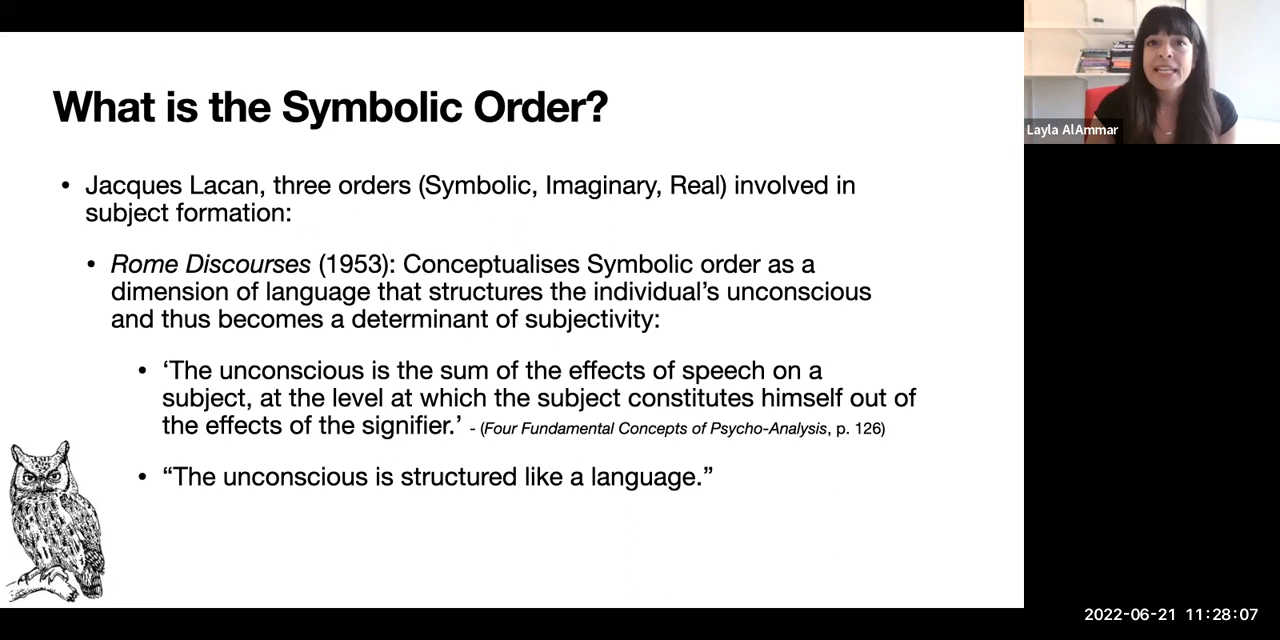 What is the Symbolic Order?
• Jacques Lacan, three orders (Symbolic, Imaginary, Real) involved in
subject formation:
• Rome Discourses (1953): Conceptualises Symbolic order as a
dimension of language that structures the individual’s unconscious
and thus becomes a determinant of subjectivity:
• ‘The unconscious is the sum of the effects of speech on a
subject, at the level at which the subject constitutes himself out of
the effects of the signifier.’ - (Four Fundamental Concepts of Psycho-Analysis, p. 126)
• “The unconscious is structured like a language.”
Layla AlAmmar
2022-06-21 11:28:07